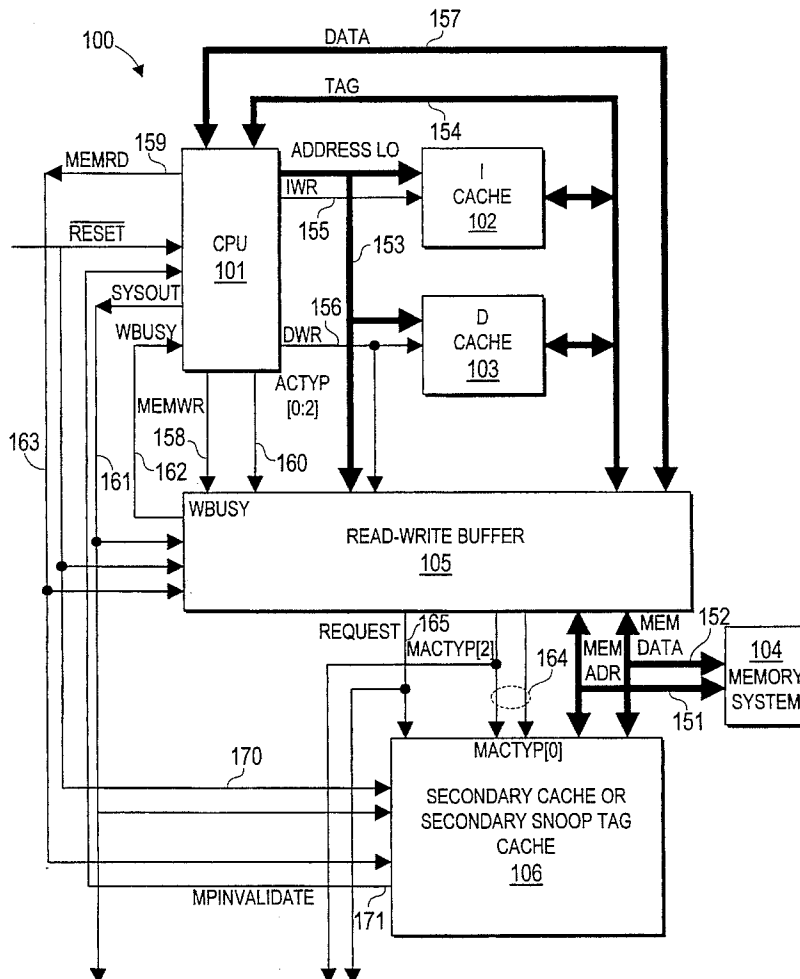 100
DATA
157
TAG
154
159
MEMRD
ADDRESS LO
I
CACHE
102
IWR
155
RESET
CPU
101
153
SYSOUT
156
D
CACHE
103
WBUSY
DWR
ACTYP
[0:2]
MEMWR
163
158
161
162
160
WBUSY
READ-WRITE BUFFER
105
REQUEST
165
MACTYP[2]
164
MEM
ADR
MEM
DATA
152
104
MEMORY
SYSTEM
151
MACTYP[0]
170
SECONDARY CACHE OR
SECONDARY SNOOP TAG
CACHE
106
MPINVALIDATE
171